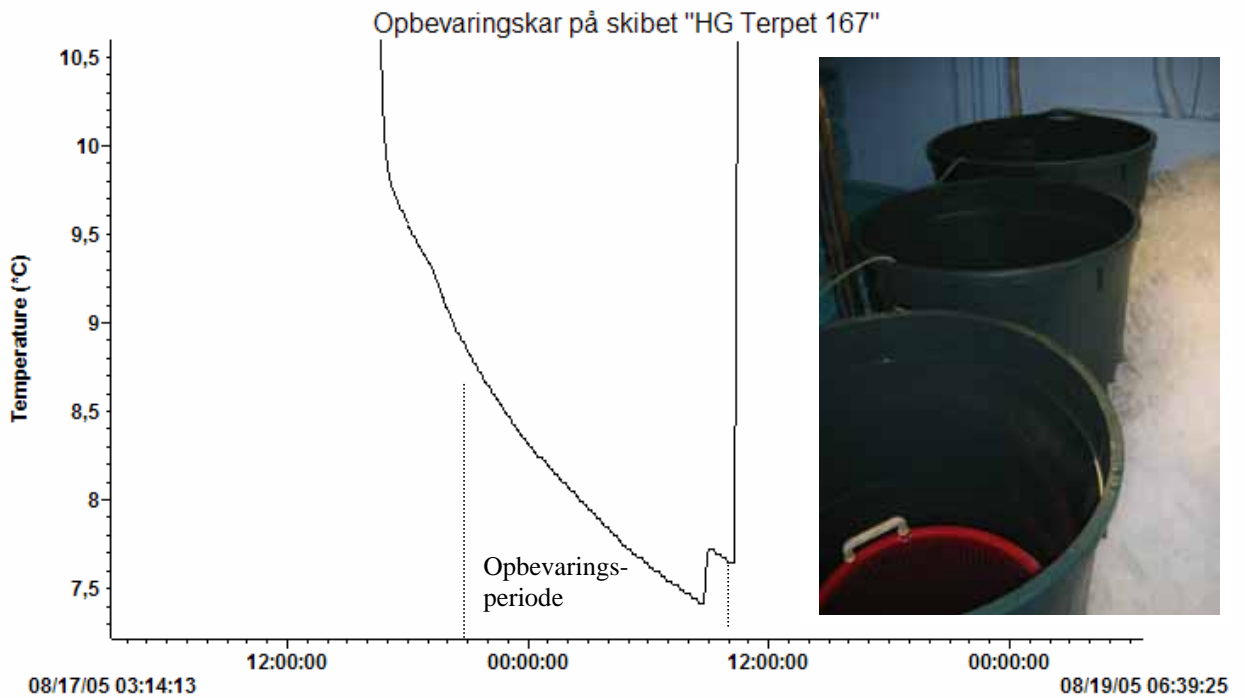 Opbevaringskar på skibet "HG Terpet 167"
Temperature (°C)
10,5
10
9,5
9
8,5
8
7,5
Opbevarings-
periode
12:00:00 00:00:00 12:00:00 00:00:00
08/17/05 03:14:13 08/19/05 06:39:25